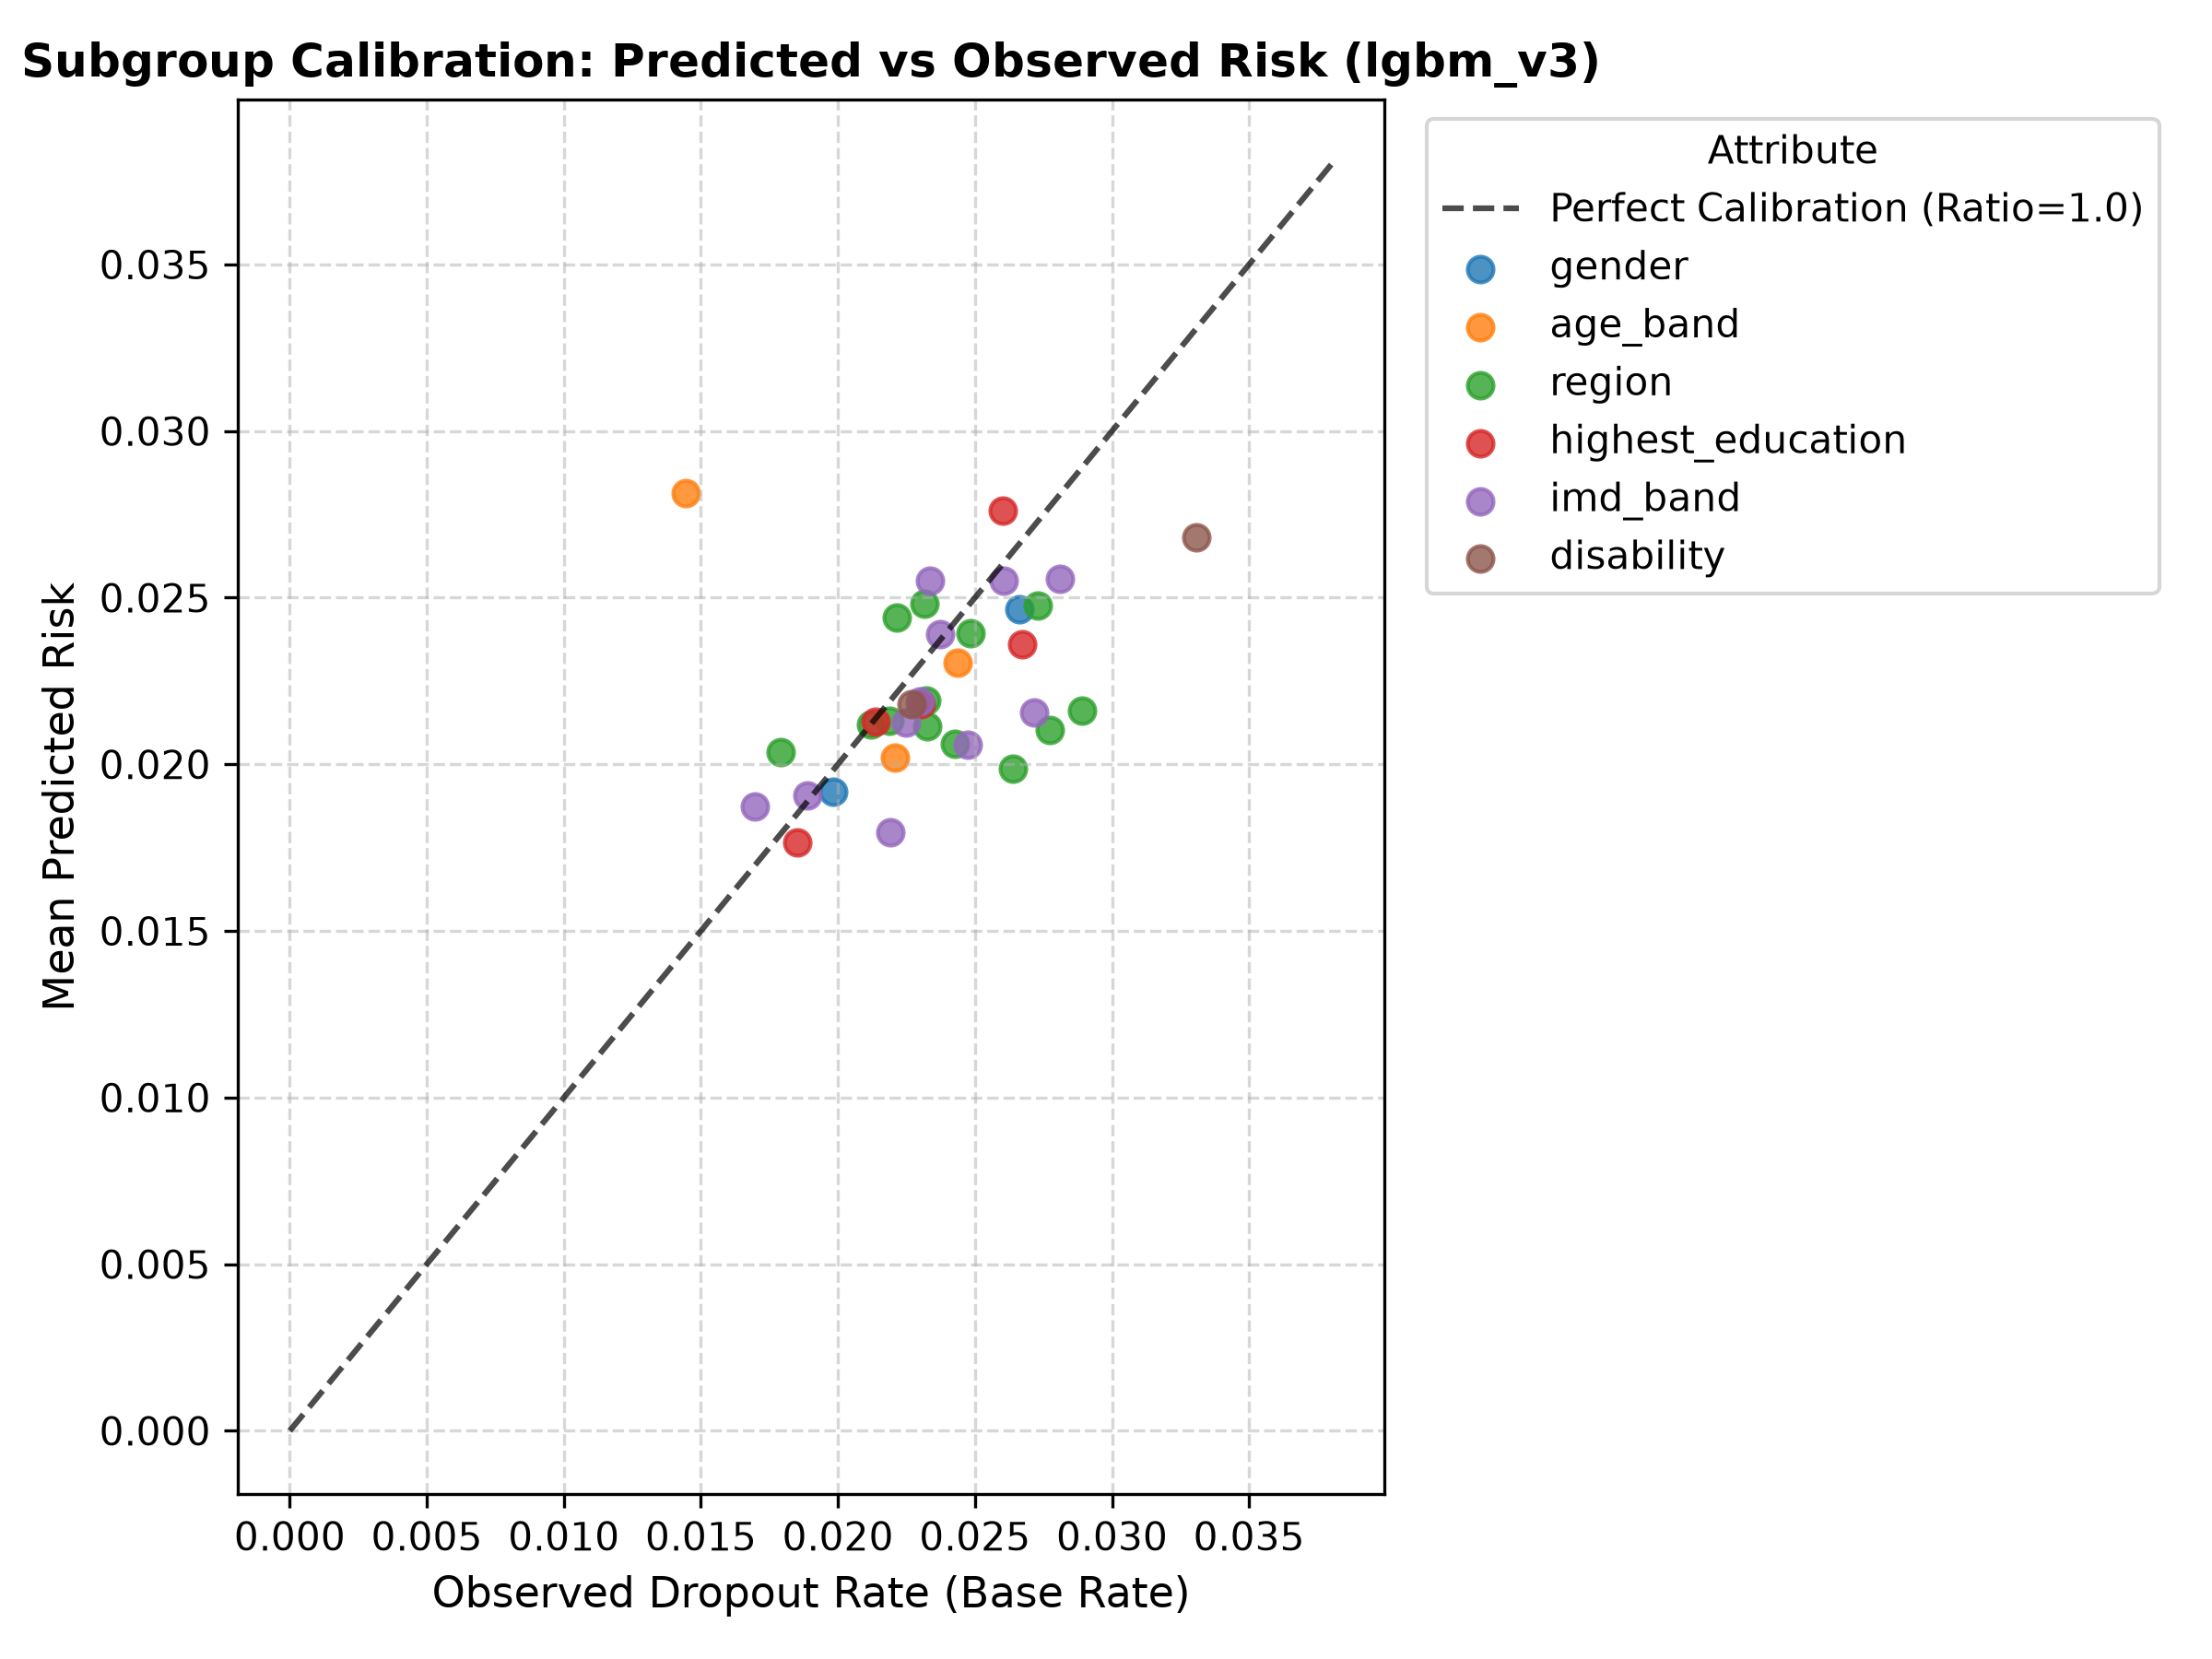 Subgroup Calibration: Predicted vs Observed Risk (lgbm_v3)
Attribute
Perfect Calibration (Ratio=1.0)
gender
age_band
region
highest_education
imd_band
disability
Mean Predicted Risk
0.035
0.030
0.025
0.020
0.015
0.010
0.005
0.000
0.000 0.005 0.010 0.015 0.020 0.025 0.030 0.035
Observed Dropout Rate (Base Rate)